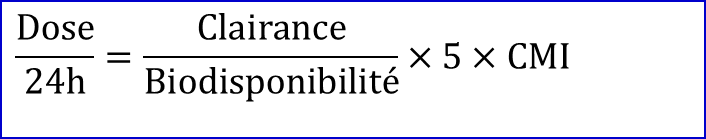 Dose
24h
=
Clairance
Biodisponibilité
× 5 × CMI